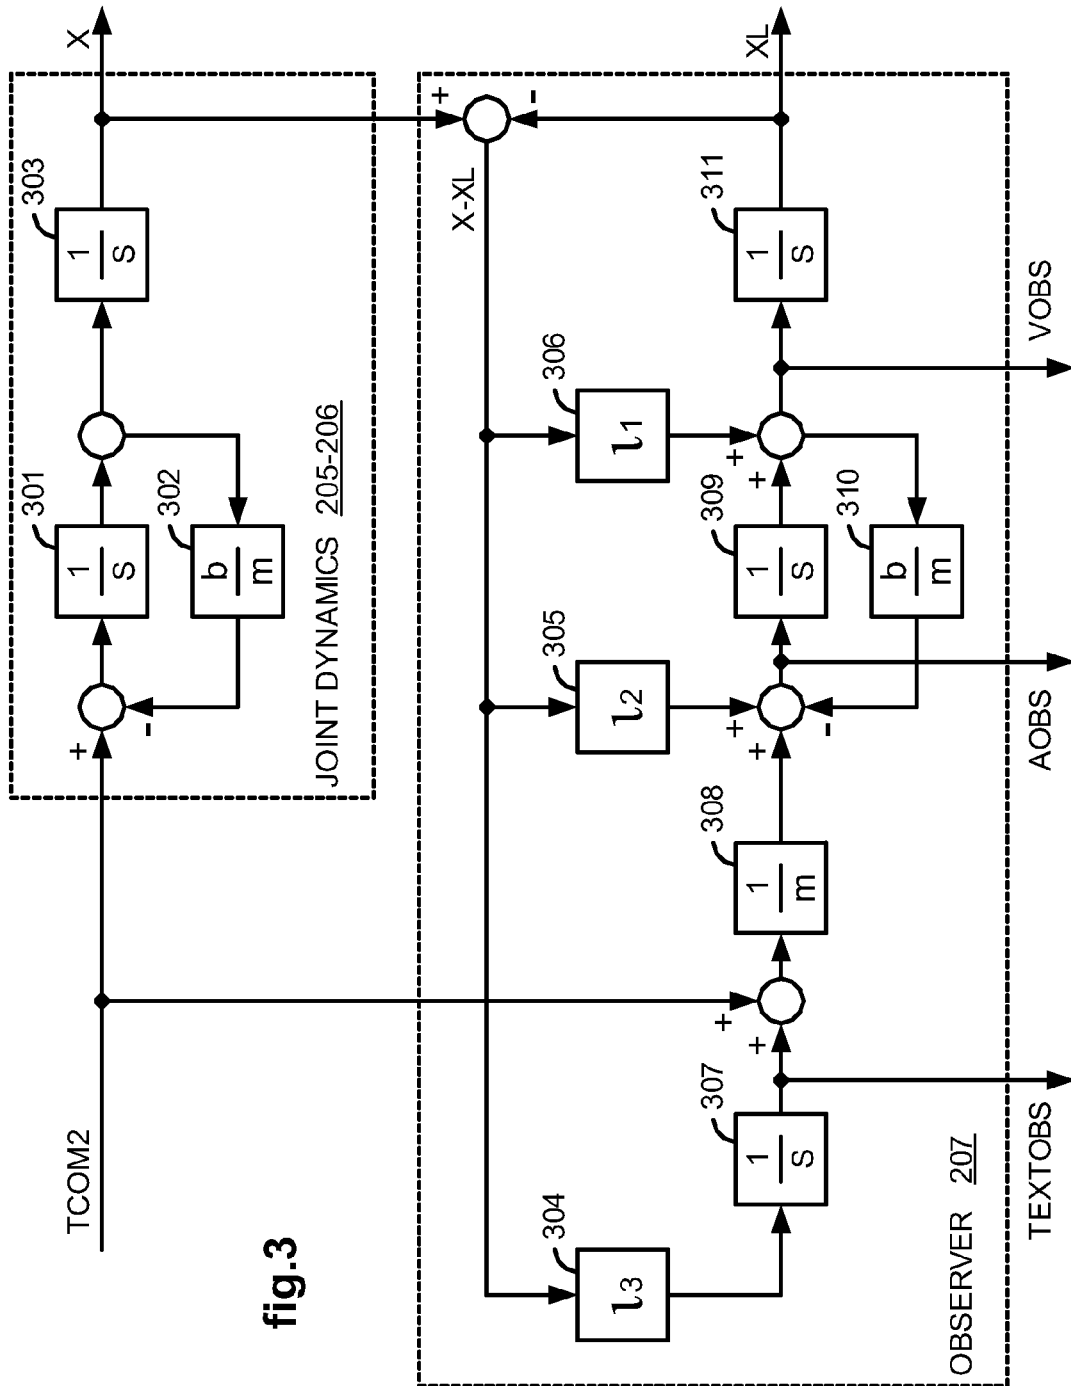 TCOM2
X
301
1
s
303
1
s
302
b
m
+
-
JOINT DYNAMICS 205-206
fig.3
X-XL
+
-
304
l3
305
l2
306
l1
307
1
s
308
1
m
309
1
s
311
1
s
XL
+
+
+
+
-
+
+
310
b
m
OBSERVER 207
TEXTOBS
AOBS
VOBS